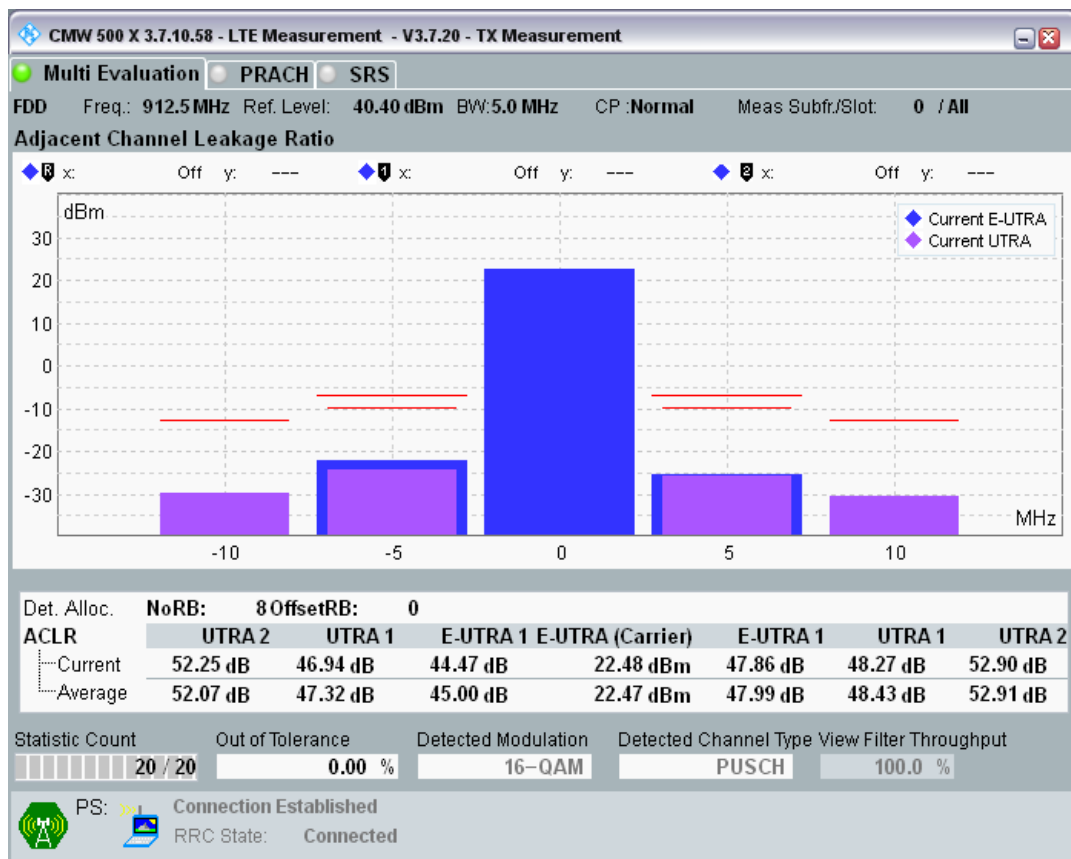 CMW 500 X 3.7.10.58 - LTE Measurement - V3.7.20 - TX Measurement
Multi Evaluation PRACH SRS
FDD Freq.: 912.5 MHz Ref. Level: 40.40 dBm BW:5.0 MHz CP :Normal Meas Subfr./Slot: 0 / All
Adjacent Channel Leakage Ratio
R x: Off y: --- 1 x: Off y: --- 2 x: Off y: ---
dBm
Current E-UTRA
Current UTRA
30
20
10
0
-10
-20
-30
MHz
-10 -5 0 5 10
Det. Alloc. NoRB: 8 OffsetRB: 0
ACLR UTRA 2 UTRA 1 E-UTRA 1 E-UTRA (Carrier) E-UTRA 1 UTRA 1 UTRA 2
Current 52.25 dB 46.94 dB 44.47 dB 22.48 dBm 47.86 dB 48.27 dB 52.90 dB
Average 52.07 dB 47.32 dB 45.00 dB 22.47 dBm 47.99 dB 48.43 dB 52.91 dB
Statistic Count Out of Tolerance Detected Modulation Detected Channel Type View Filter Throughput
20 / 20 0.00 % 16-QAM PUSCH 100.0 %
PS: Connection Established
RRC State: Connected